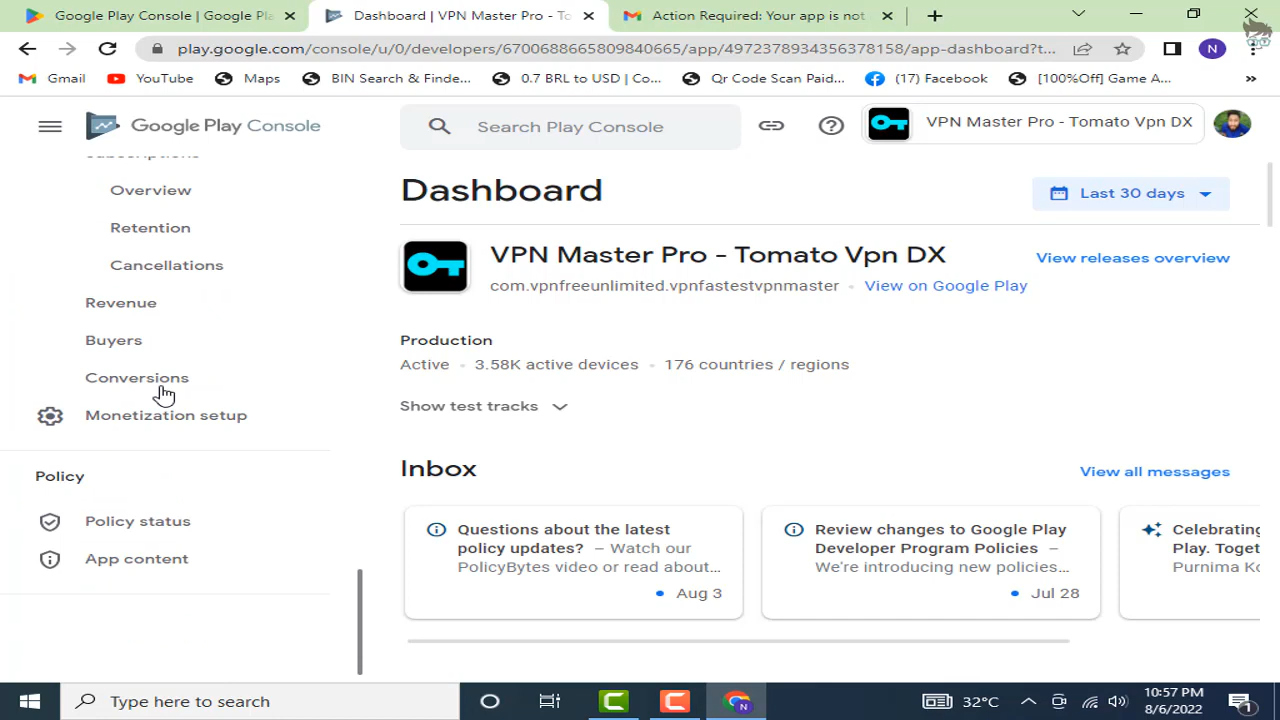 Google Play Console | Google Pla
Dashboard | VPN Master Pro - To
Action Required: Your app is not
play.google.com/console/u/0/developers/6700688665809840665/app/4972378934356378158/app-dashboard?t...
N
Gmail
YouTube
Maps
BIN Search & Finde...
0.7 BRL to USD | Co...
Qr Code Scan Paid...
(17) Facebook
[100%Off] Game A...
Google Play Console
Search Play Console
VPN Master Pro - Tomato Vpn DX
Subscriptions
Overview
Retention
Cancellations
Revenue
Buyers
Conversions
Monetization setup
Policy
Policy status
App content
Dashboard
Last 30 days
VPN Master Pro - Tomato Vpn DX
View releases overview
com.vpnfreeunlimited.vpnfastestvpnmaster
View on Google Play
Production
Active
3.58K active devices
176 countries / regions
Show test tracks
Inbox
View all messages
Questions about the latest
policy updates? – Watch our
PolicyBytes video or read about...
Aug 3
Review changes to Google Play
Developer Program Policies –
We're introducing new policies...
Jul 28
Celebrating
Play. Toget
Purnima Ko
Type here to search
N
32°C
10:57 PM
8/6/2022
1